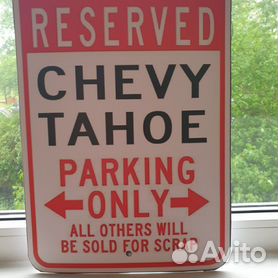 RESERVED
CHEVY
TAHOE
PARKING
ONLY
ALL OTHERS WILL
BE SOLD FOR SCRAP
Avito